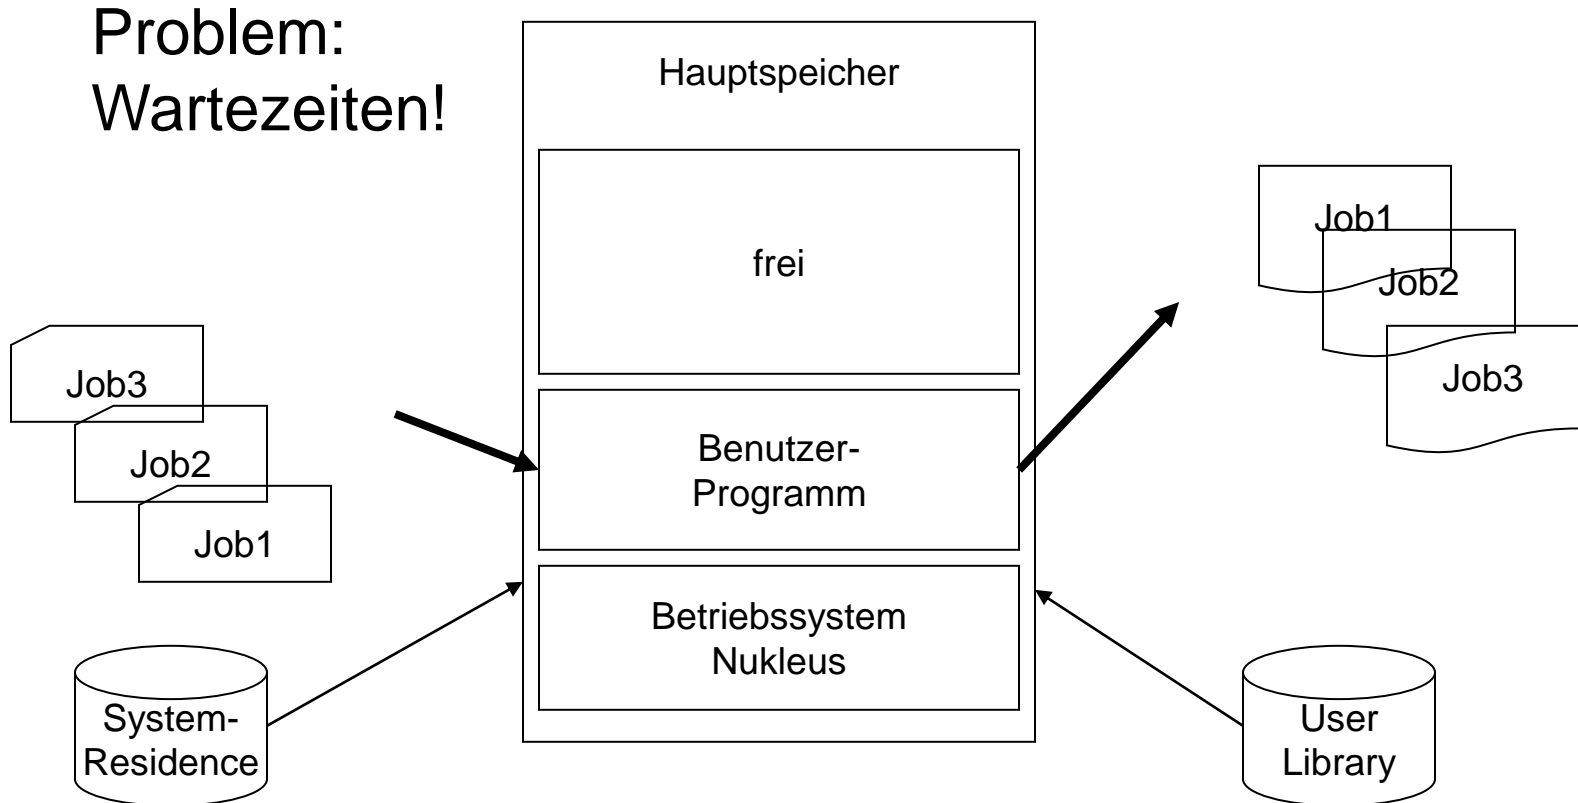 Problem:
Wartezeiten!
Hauptspeicher
frei
Job3
Job2
Job1
Benutzer-
Programm
Betriebssystem
Nukleus
System-
Residence
Job1
Job2
Job3
User
Library